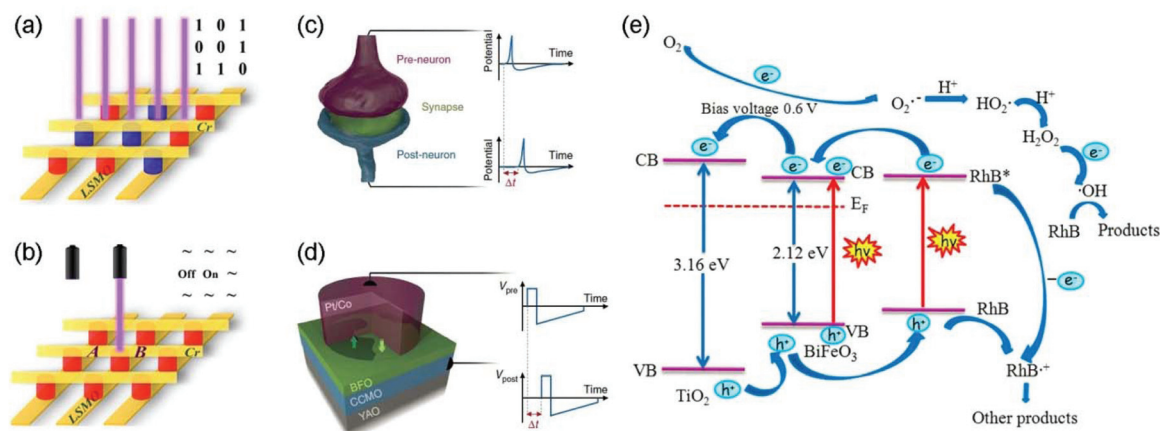 (a)
1 0 1
0 0 1
1 1 0
Cr
LSMO
(b)
~ ~ ~
Off On ~
~ ~ ~
A B
Cr
LSMO
(c)
Pre-neuron
Synapse
Post-neuron
Potential
Time
Potential
Time
Δt
(d)
Pt/Co
BFO
CCMO
YAO
Vpre
Time
Vpost
Time
Δt
(e)
O2
e-
O2·-
H+
HO2·
H+
H2O2
e-
·OH
RhB
Products
Bias voltage 0.6 V
CB
e-
e- e-
CB
e-
RhB*
EF
3.16 eV
2.12 eV
hν
hν
e-
VB
h+
h+
VB
BiFeO3
h+
RhB
VB
TiO2
h+
RhB·+
Other products